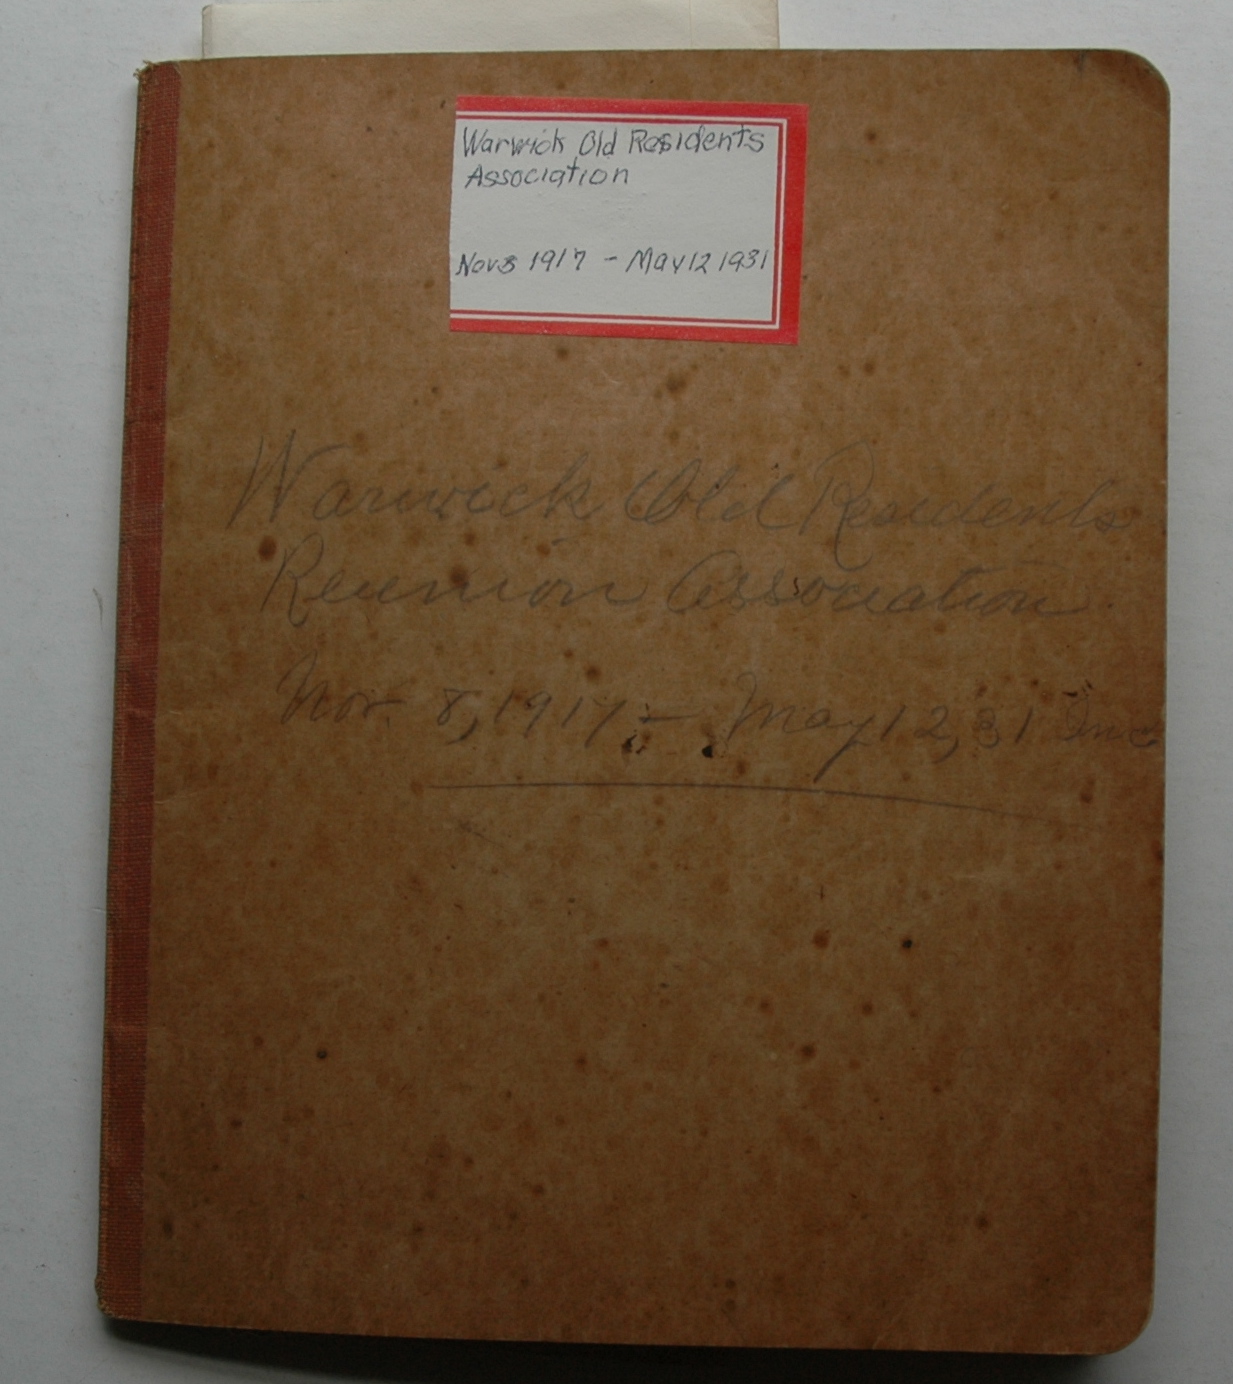 Warwick Old Residents
Association
Nov 8 1917 - May 12 1931
Warwick Old Residents
Reunion Association
Nov. 8, 1917, - May 12, 31 Inc